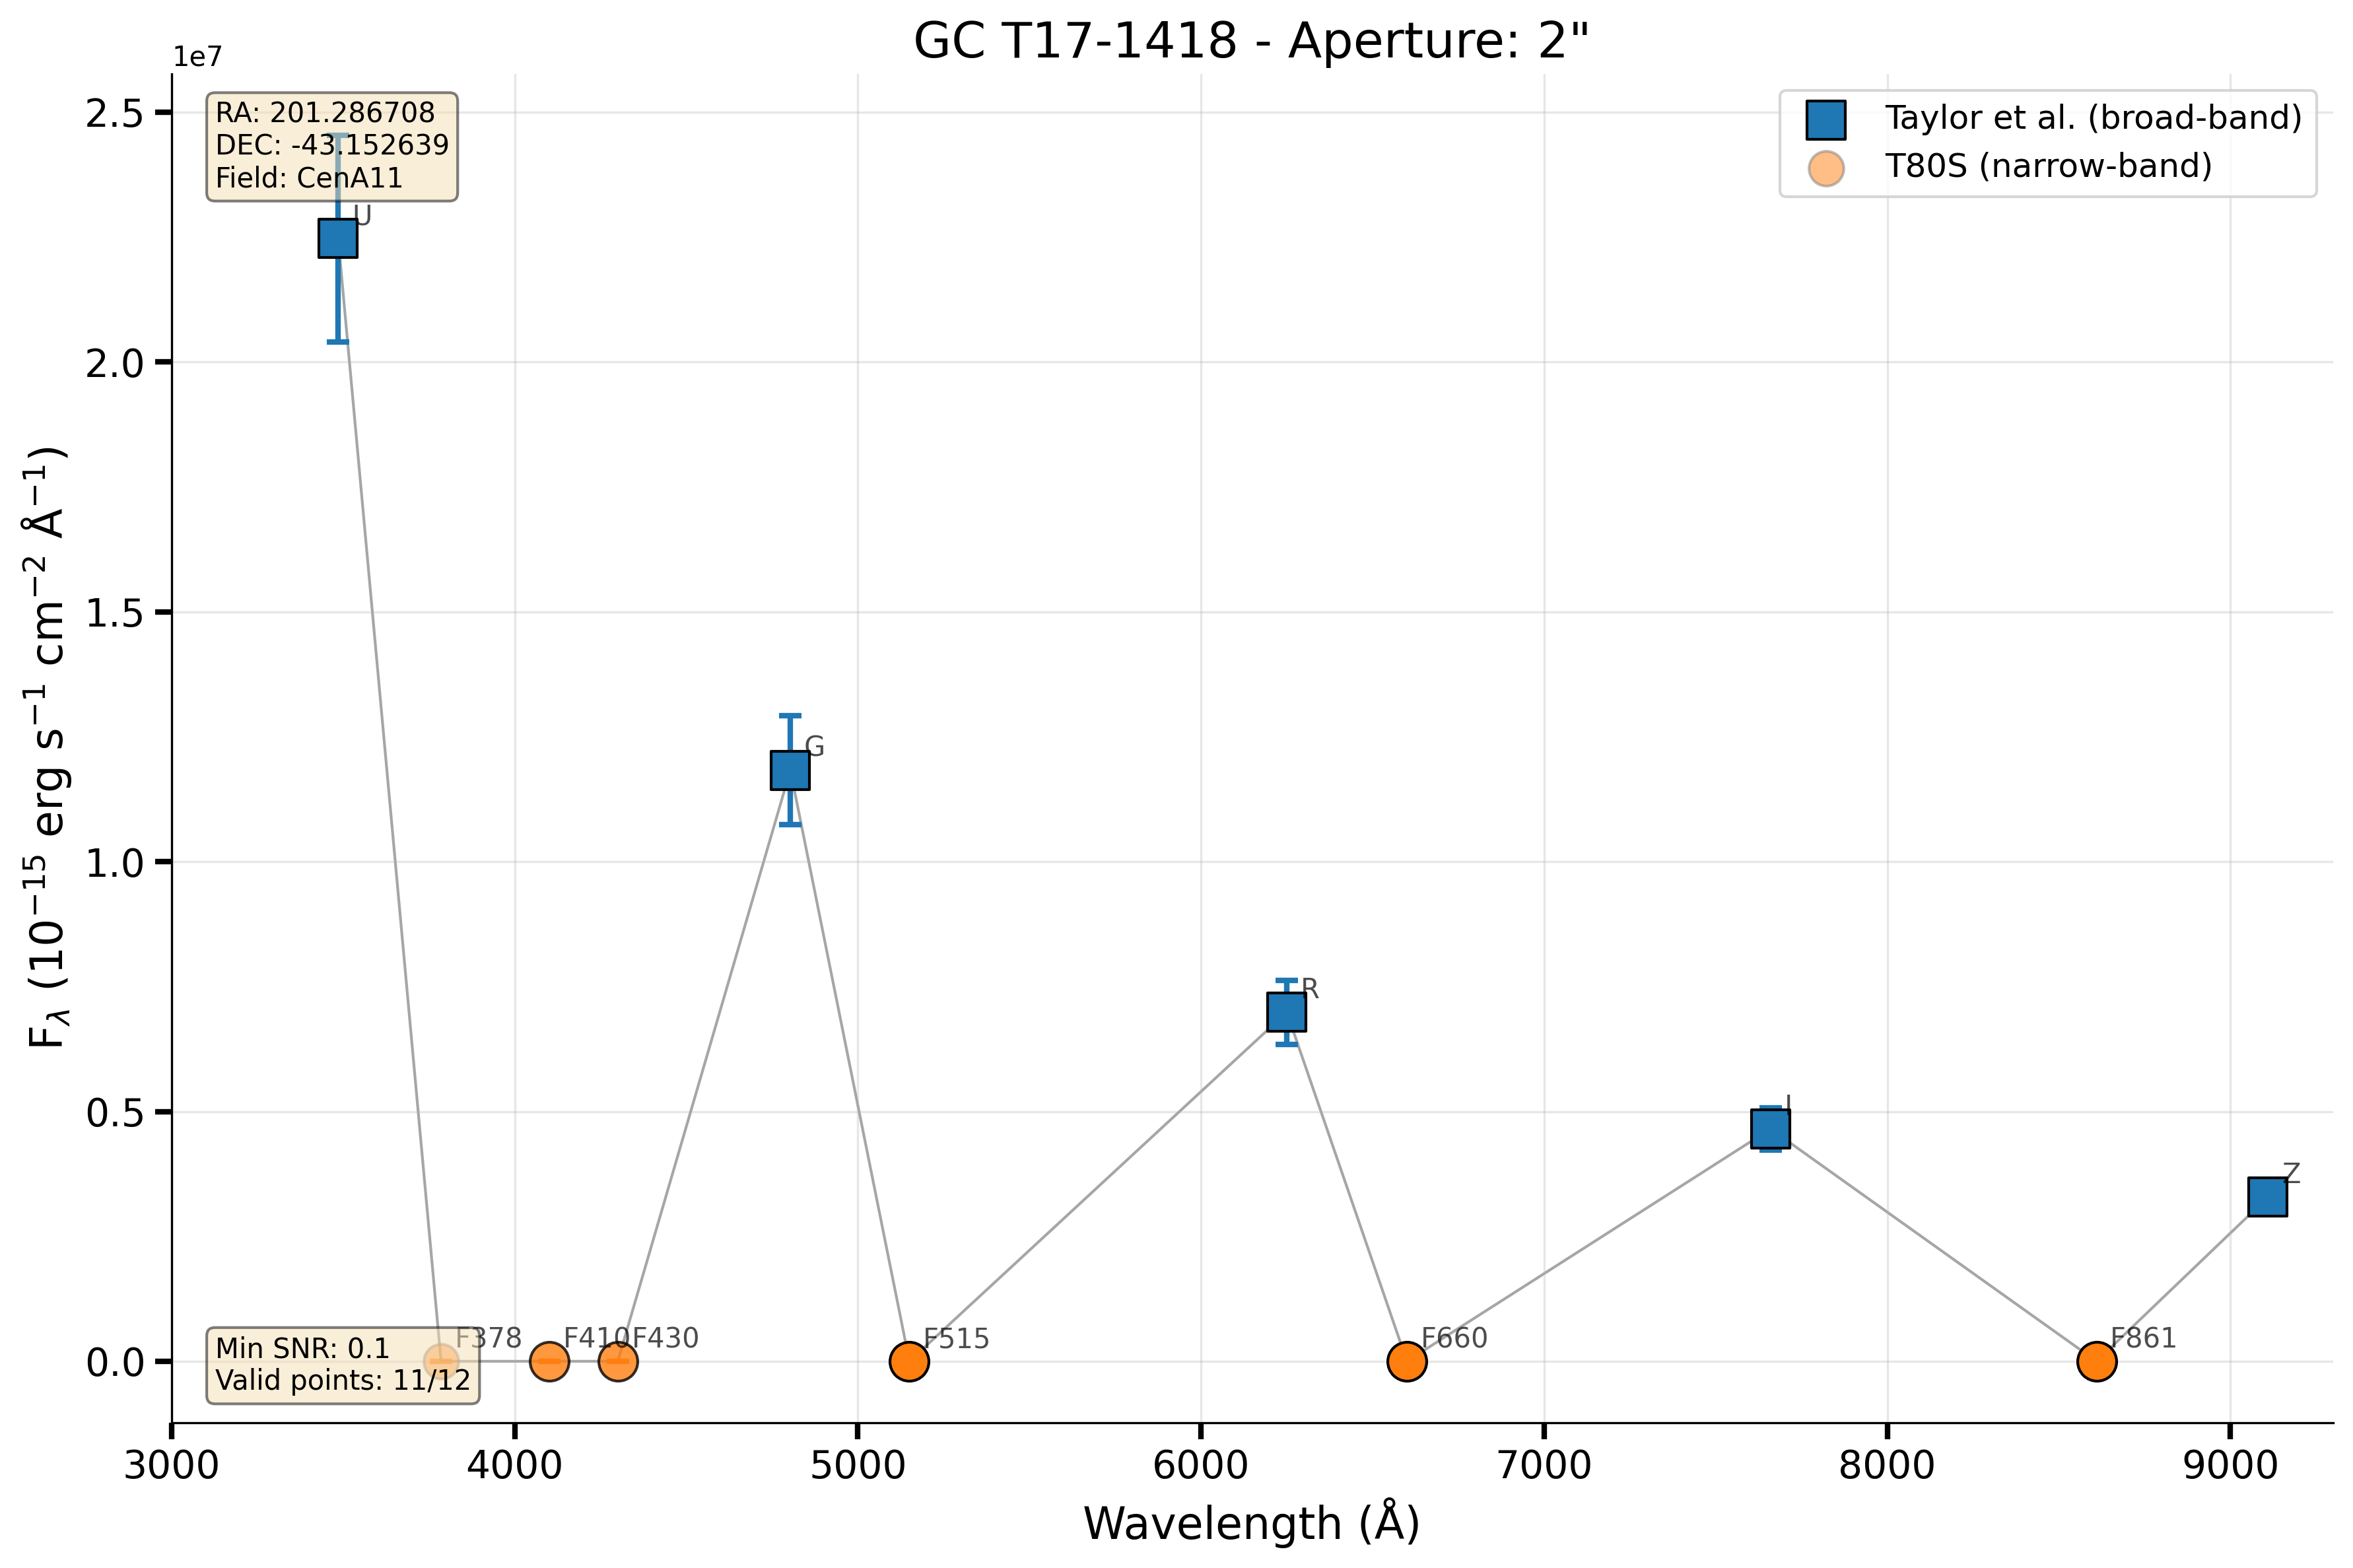 GC T17-1418 - Aperture: 2"
1e7
RA: 201.286708
DEC: -43.152639
Field: CenA11
Taylor et al. (broad-band)
T80S (narrow-band)
2.5
2.0
1.5
1.0
0.5
0.0
F_λ (10⁻¹⁵ erg s⁻¹ cm⁻² Å⁻¹)
U
G
R
I
Z
F378
F410
F430
F515
F660
F861
Min SNR: 0.1
Valid points: 11/12
3000 4000 5000 6000 7000 8000 9000
Wavelength (Å)